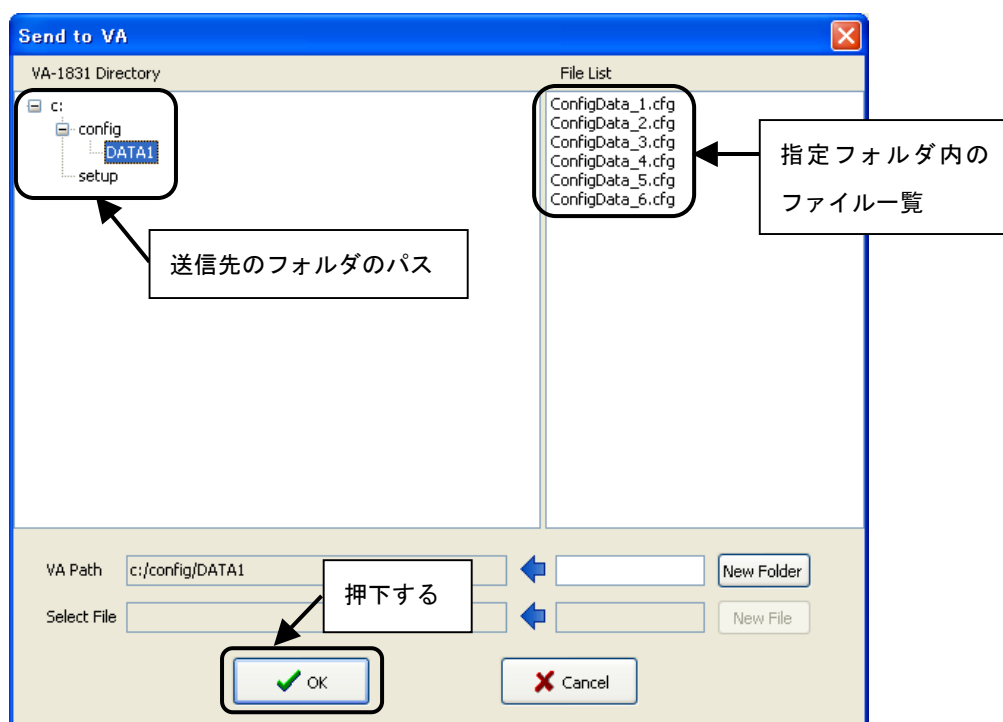 Send to VA
VA-1831 Directory
File List
c:
config
DATA1
setup
ConfigData_1.cfg
ConfigData_2.cfg
ConfigData_3.cfg
ConfigData_4.cfg
ConfigData_5.cfg
ConfigData_6.cfg
指定フォルダ内の
ファイル一覧
送信先のフォルダのパス
VA Path
c:/config/DATA1
New Folder
押下する
Select File
New File
OK
Cancel